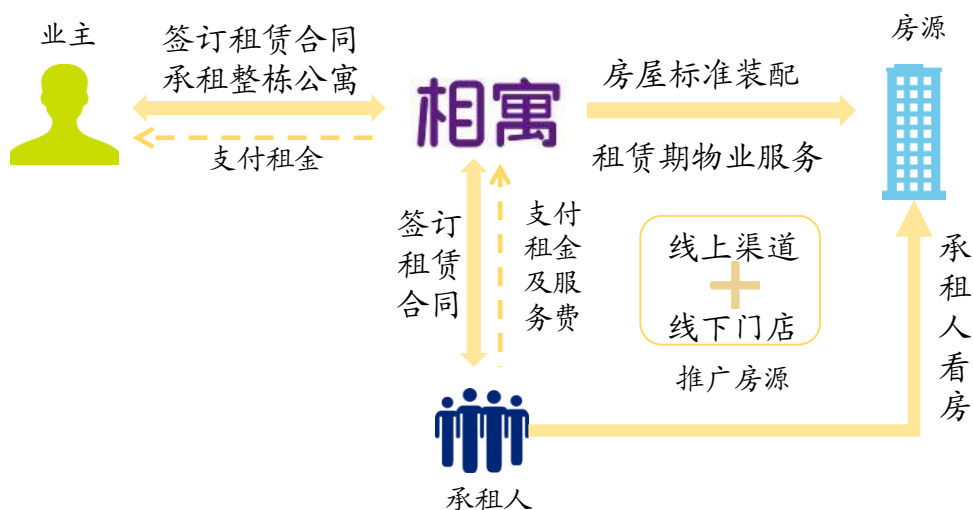 业主
签订租赁合同
承租整栋公寓
支付租金
相寓
房屋标准装配
租赁期物业服务
房源
签订
租赁
合同
支付
租金
及服
务费
线上渠道
线下门店
推广房源
承
租
人
看
房
承租人